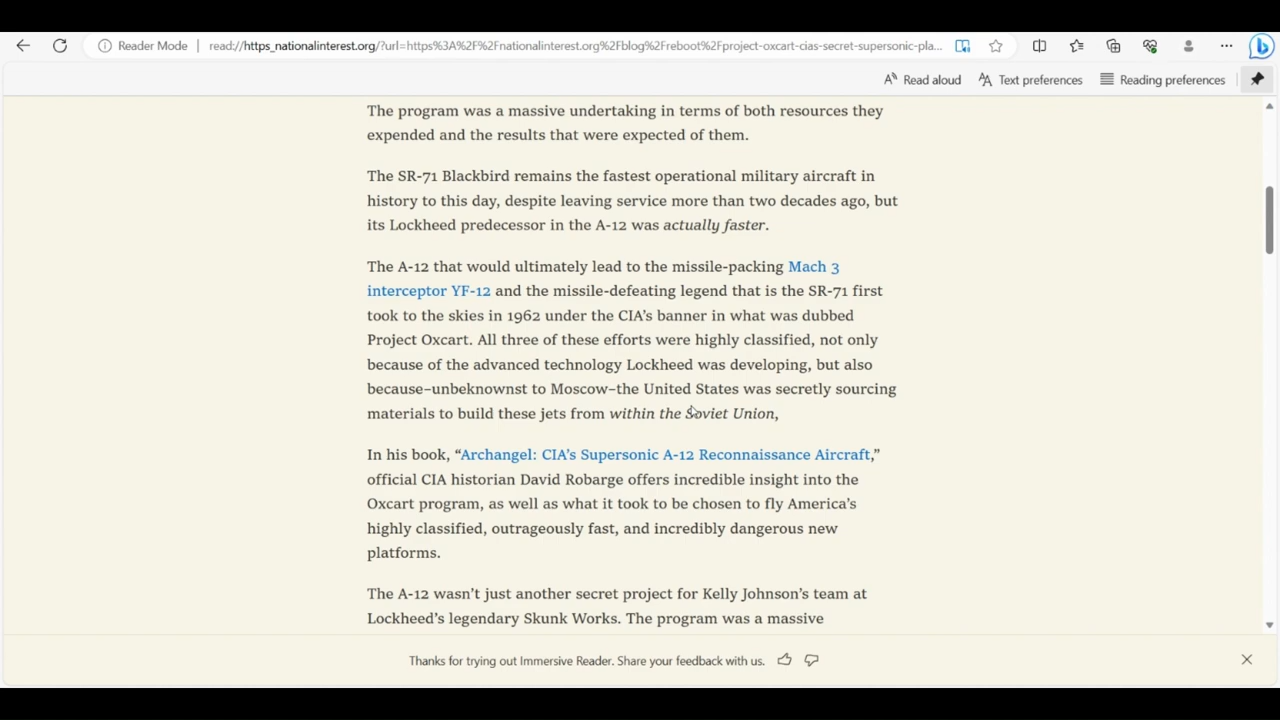 Reader Mode
read://https_nationalinterest.org/?url=https%3A%2F%2Fnationalinterest.org%2Fblog%2Freboot%2Fproject-oxcart-cias-secret-supersonic-pla...
Read aloud
Text preferences
Reading preferences
The program was a massive undertaking in terms of both resources they
expended and the results that were expected of them.
The SR-71 Blackbird remains the fastest operational military aircraft in
history to this day, despite leaving service more than two decades ago, but
its Lockheed predecessor in the A-12 was actually faster.
The A-12 that would ultimately lead to the missile-packing Mach 3
interceptor YF-12 and the missile-defeating legend that is the SR-71 first
took to the skies in 1962 under the CIA’s banner in what was dubbed
Project Oxcart. All three of these efforts were highly classified, not only
because of the advanced technology Lockheed was developing, but also
because–unbeknownst to Moscow–the United States was secretly sourcing
materials to build these jets from within the Soviet Union,
In his book, “Archangel: CIA’s Supersonic A-12 Reconnaissance Aircraft,”
official CIA historian David Robarge offers incredible insight into the
Oxcart program, as well as what it took to be chosen to fly America’s
highly classified, outrageously fast, and incredibly dangerous new
platforms.
The A-12 wasn’t just another secret project for Kelly Johnson’s team at
Lockheed’s legendary Skunk Works. The program was a massive
Thanks for trying out Immersive Reader. Share your feedback with us.